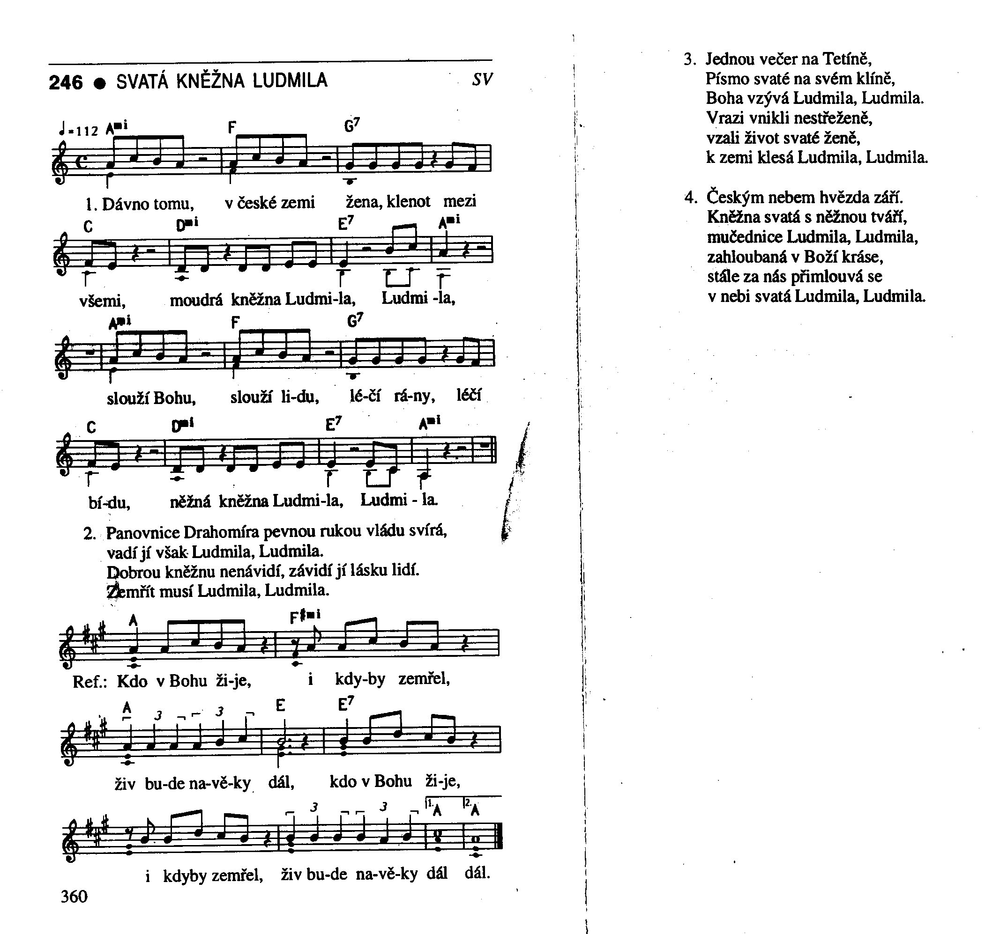 246 ● SVATÁ KNĚŽNA LUDMILA SV
♩=112 Ami F G7
1. Dávno tomu, v české zemi žena, klenot mezi
C Dmi E7 Ami
všemi, moudrá kněžna Ludmi-la, Ludmi -la,
Ami F G7
slouží Bohu, slouží li-du, lé-čí rá-ny, léčí
C Dmi E7 Ami
bí-du, něžná kněžna Ludmi-la, Ludmi - la.
2. Panovnice Drahomíra pevnou rukou vládu svírá,
vadí jí však Ludmila, Ludmila.
Dobrou kněžnu nenávidí, závidí jí lásku lidí.
Zemřít musí Ludmila, Ludmila.
A F#mi
Ref.: Kdo v Bohu ži-je, i kdy-by zemřel,
A 3 3 E E7
živ bu-de na-vě-ky dál, kdo v Bohu ži-je,
3 3 1. A 2. A
i kdyby zemřel, živ bu-de na-vě-ky dál dál.
360
3. Jednou večer na Tetíně,
Písmo svaté na svém klíně,
Boha vzývá Ludmila, Ludmila.
Vrazi vnikli nestřeženě,
vzali život svaté ženě,
k zemi klesá Ludmila, Ludmila.
4. Českým nebem hvězda září.
Kněžna svatá s něžnou tváří,
mučednice Ludmila, Ludmila,
zahloubaná v Boží kráse,
stále za nás přimlouvá se
v nebi svatá Ludmila, Ludmila.